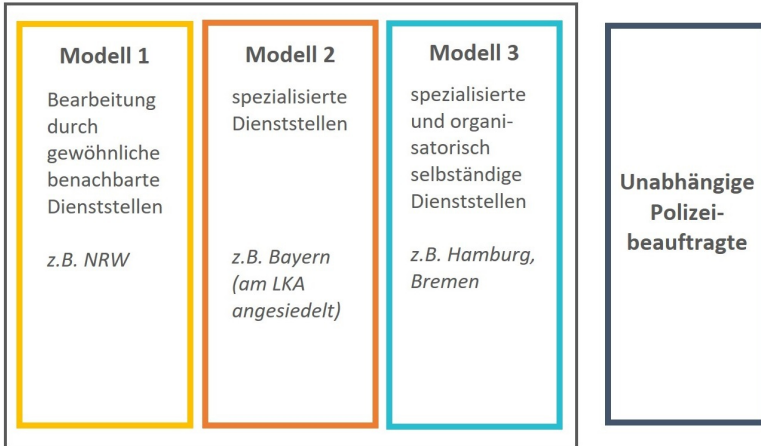 Modell 1
Bearbeitung
durch
gewöhnliche
benachbarte
Dienststellen
z.B. NRW
Modell 2
spezialisierte
Dienststellen
z.B. Bayern
(am LKA
angesiedelt)
Modell 3
spezialisierte
und organi-
satorisch
selbständige
Dienststellen
z.B. Hamburg,
Bremen
Unabhängige
Polizei-
beauftragte